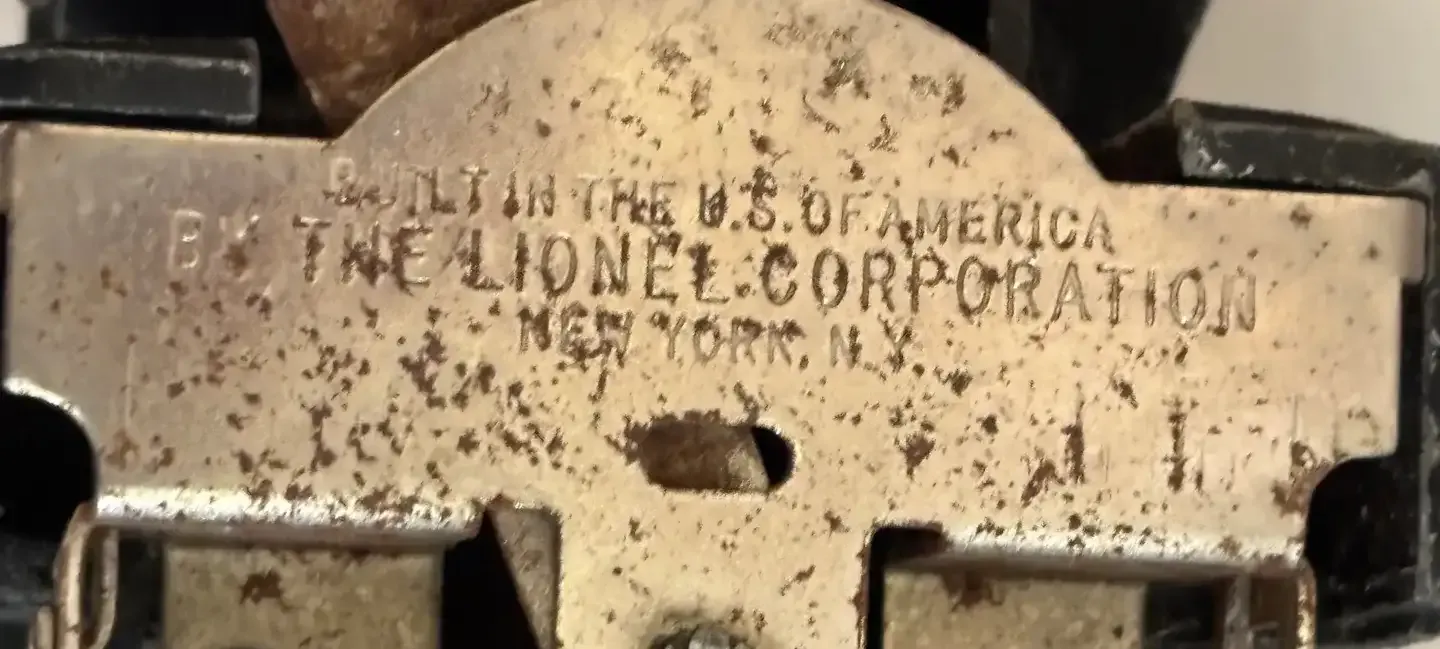 BUILT IN THE U.S. OF AMERICA
BY THE LIONEL CORPORATION
NEW YORK, N.Y.